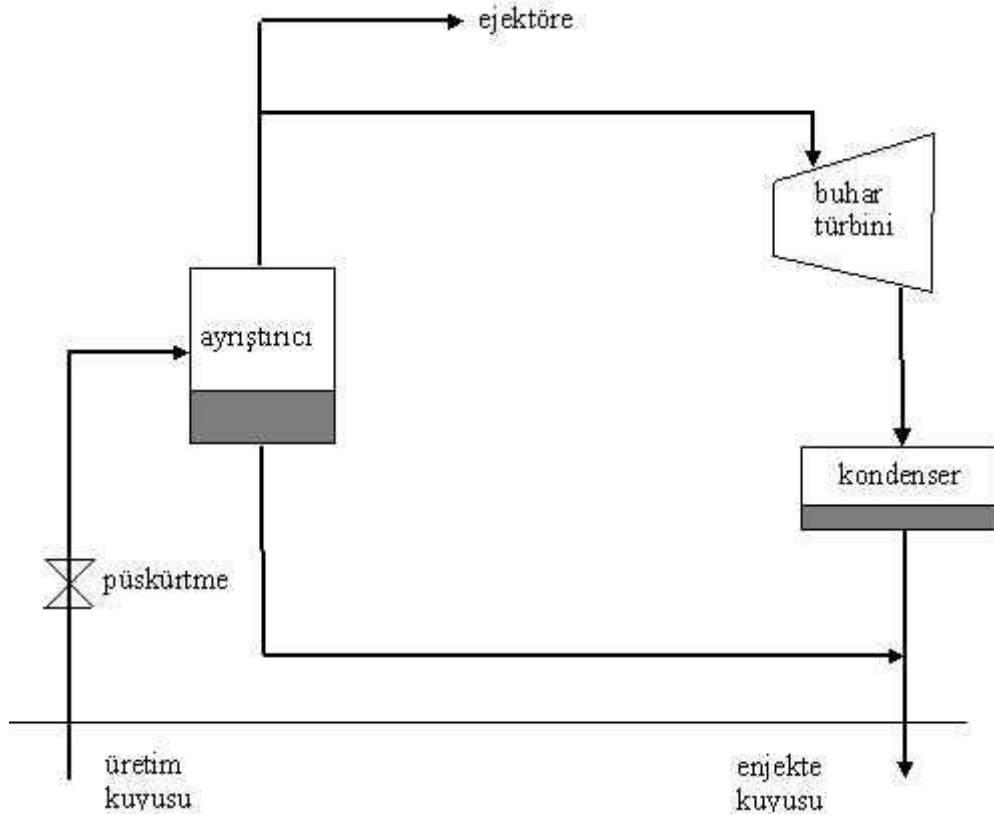 ejektöre
buhar
türbini
ayrıştırıcı
kondenser
püskürtme
üretim
kuyusu
enjekte
kuyusu